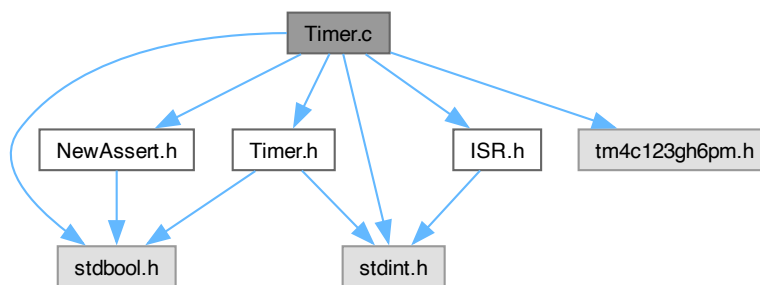 Timer.c
NewAssert.h
Timer.h
ISR.h
tm4c123gh6pm.h
stdbool.h
stdint.h